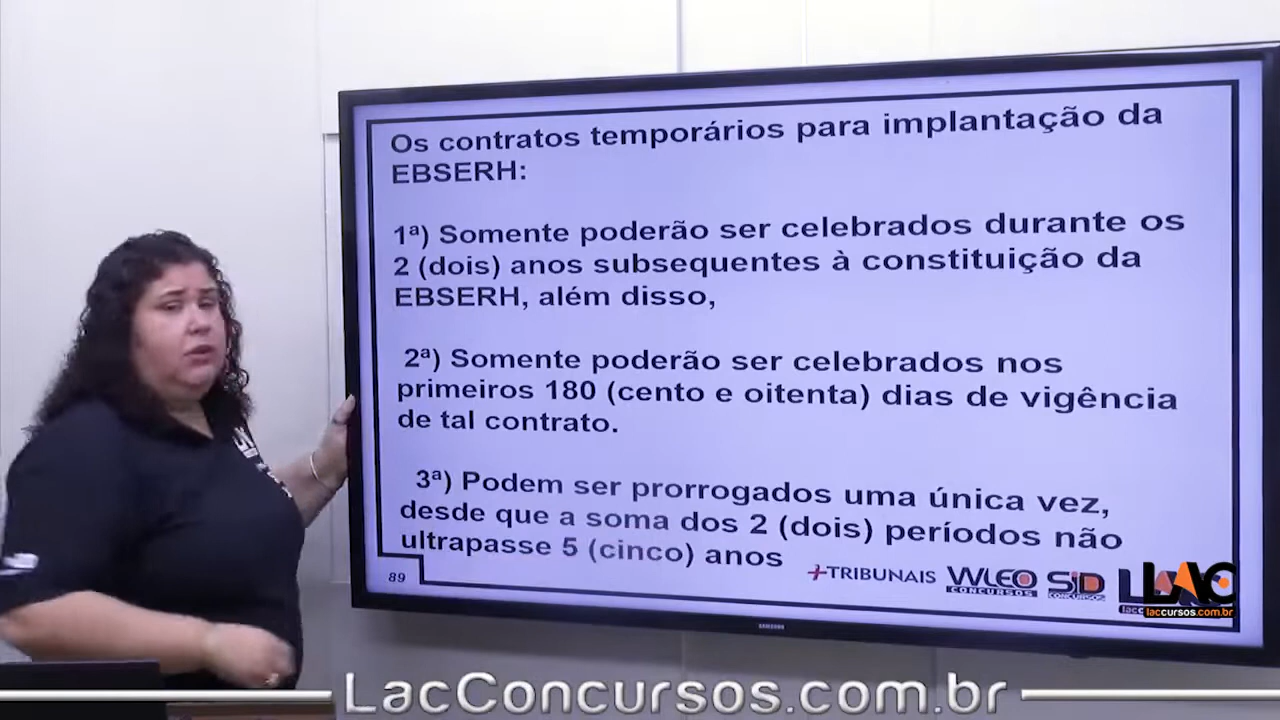 Os contratos temporários para implantação da
EBSERH:
1ª) Somente poderão ser celebrados durante os
2 (dois) anos subsequentes à constituição da
EBSERH, além disso,
2ª) Somente poderão ser celebrados nos
primeiros 180 (cento e oitenta) dias de vigência
de tal contrato.
3ª) Podem ser prorrogados uma única vez,
desde que a soma dos 2 (dois) períodos não
ultrapasse 5 (cinco) anos
89
+TRIBUNAIS
WLEO
CONCURSOS
SID
CONCURSOS
LAC
laccursos.com.br
SAMSUNG
LacConcursos.com.br